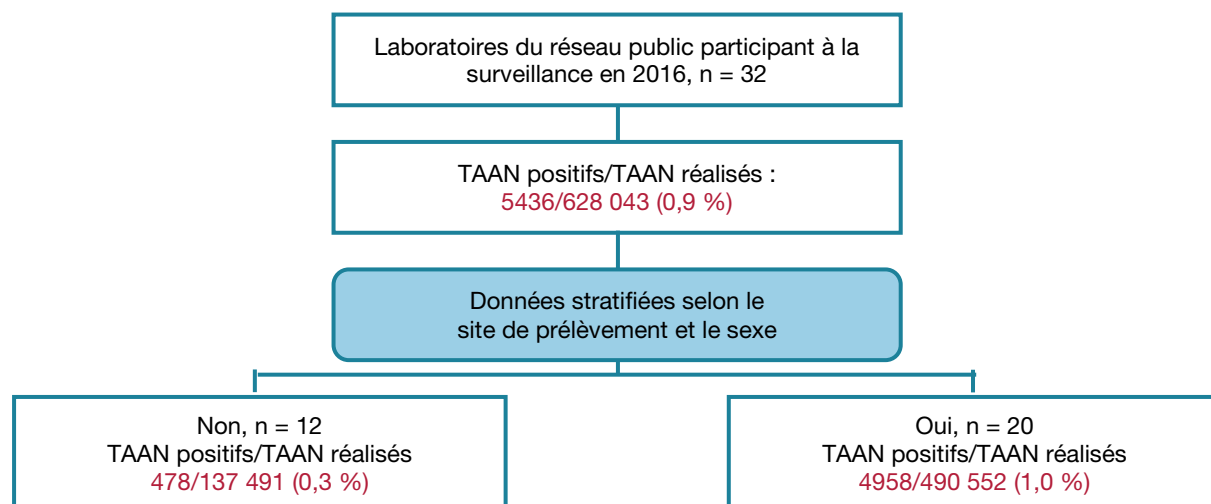 Laboratoires du réseau public participant à la
surveillance en 2016, n = 32
TAAN positifs/TAAN réalisés :
5436/628 043 (0,9 %)
Données stratifiées selon le
site de prélèvement et le sexe
Non, n = 12
TAAN positifs/TAAN réalisés
478/137 491 (0,3 %)
Oui, n = 20
TAAN positifs/TAAN réalisés
4958/490 552 (1,0 %)